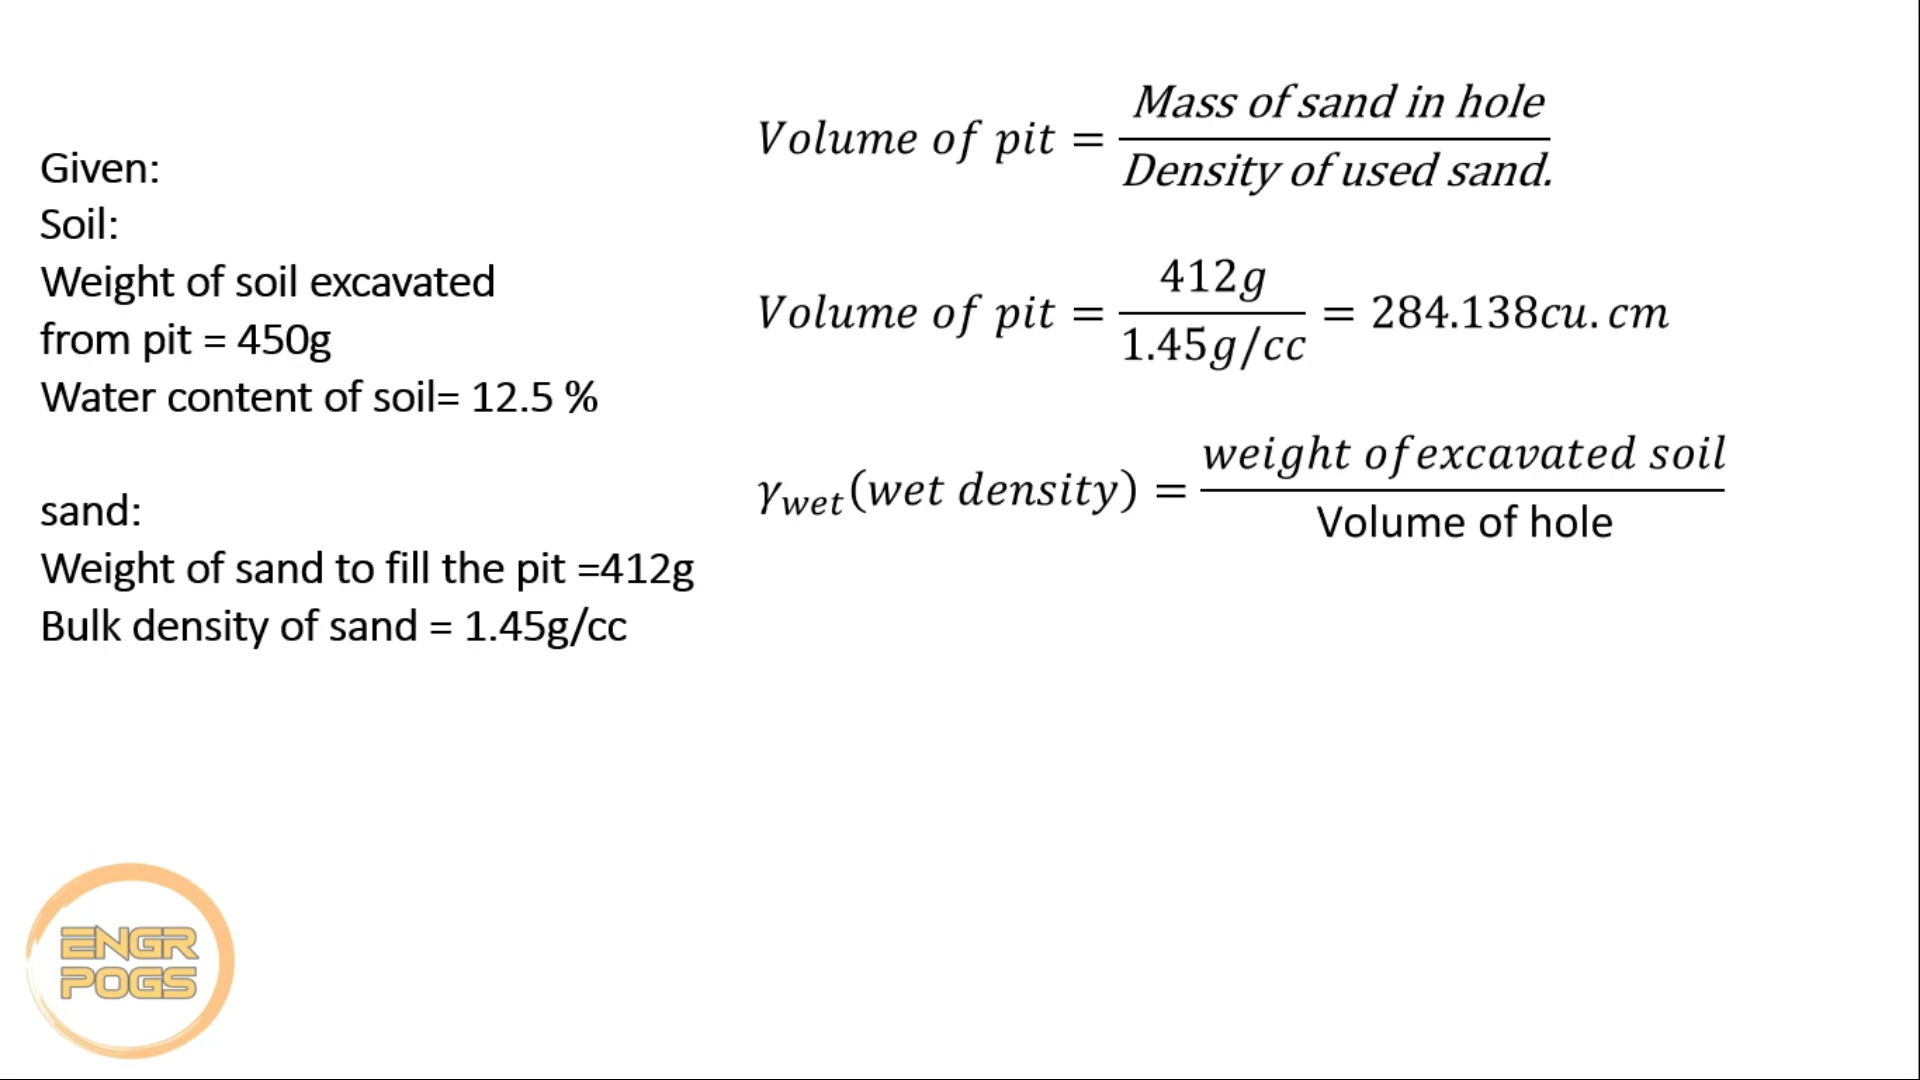 Given:
Soil:
Weight of soil excavated
from pit = 450g
Water content of soil= 12.5 %
sand:
Weight of sand to fill the pit =412g
Bulk density of sand = 1.45g/cc
Volume of pit = Mass of sand in hole / Density of used sand.
Volume of pit = 412g / 1.45g/cc = 284.138cu.cm
γwet(wet density) = weight ofexcavated soil / Volume of hole
ENGR
POGS